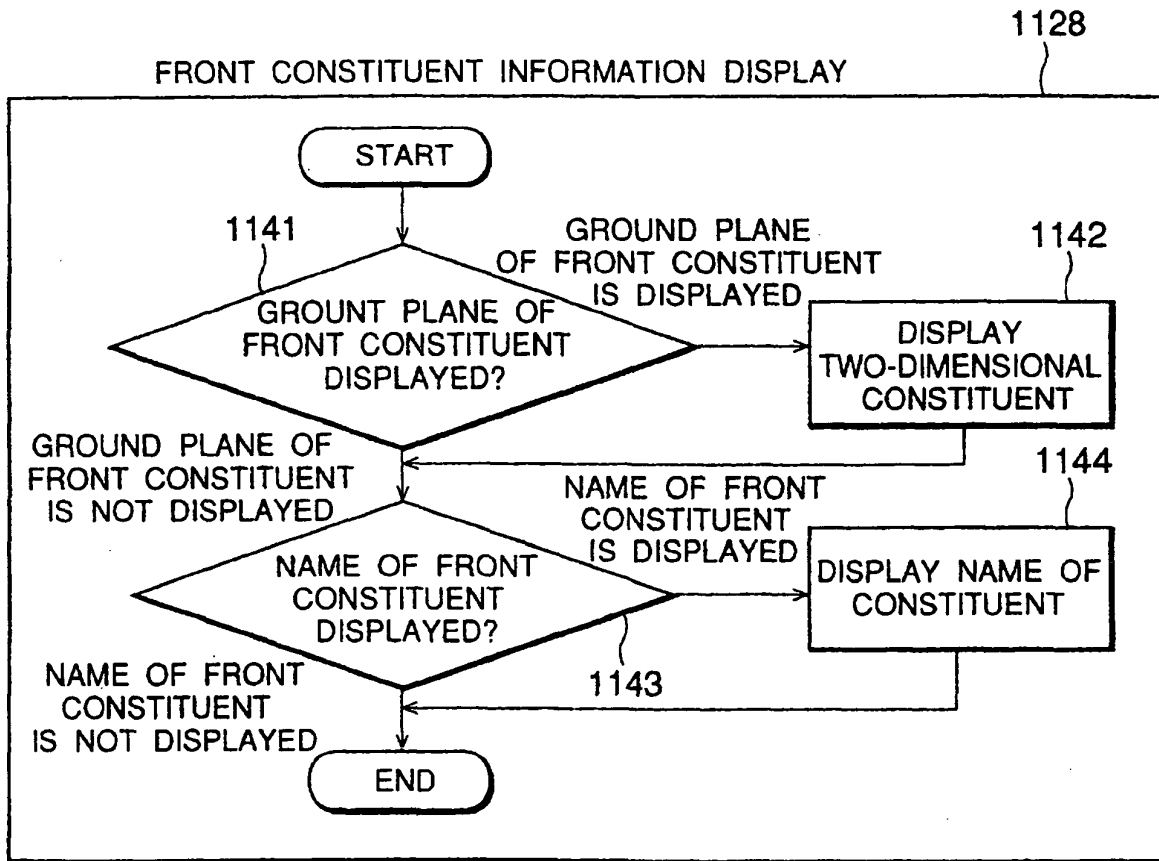 1128
FRONT CONSTITUENT INFORMATION DISPLAY
START
1141
GROUNT PLANE OF
FRONT CONSTITUENT
DISPLAYED?
GROUND PLANE
OF FRONT CONSTITUENT
IS DISPLAYED
1142
DISPLAY
TWO-DIMENSIONAL
CONSTITUENT
GROUND PLANE OF
FRONT CONSTITUENT
IS NOT DISPLAYED
NAME OF FRONT
CONSTITUENT
DISPLAYED?
1143
NAME OF FRONT
CONSTITUENT
IS DISPLAYED
1144
DISPLAY NAME OF
CONSTITUENT
NAME OF FRONT
CONSTITUENT
IS NOT DISPLAYED
END